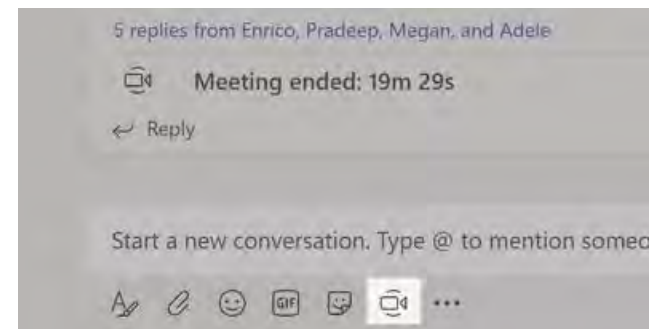 5 replies from Enrico, Pradeep, Megan, and Adele
Meeting ended: 19m 29s
Reply
Start a new conversation. Type @ to mention someo
GIF